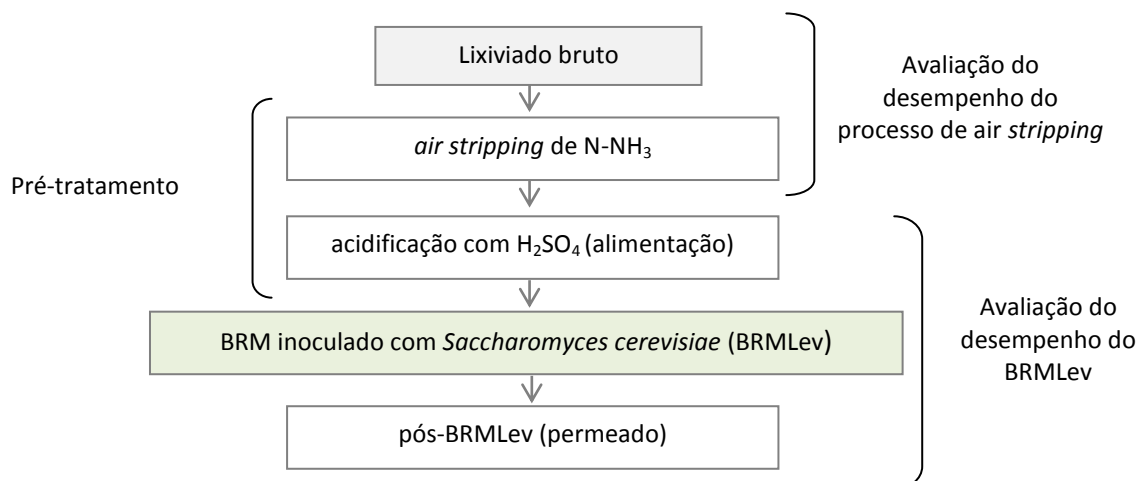 Lixiviado bruto
Avaliação do
desempenho do
processo de air stripping
air stripping de N-NH₃
Pré-tratamento
acidificação com H₂SO₄ (alimentação)
BRM inoculado com Saccharomyces cerevisiae (BRMLev)
Avaliação do
desempenho do
BRMLev
pós-BRMLev (permeado)